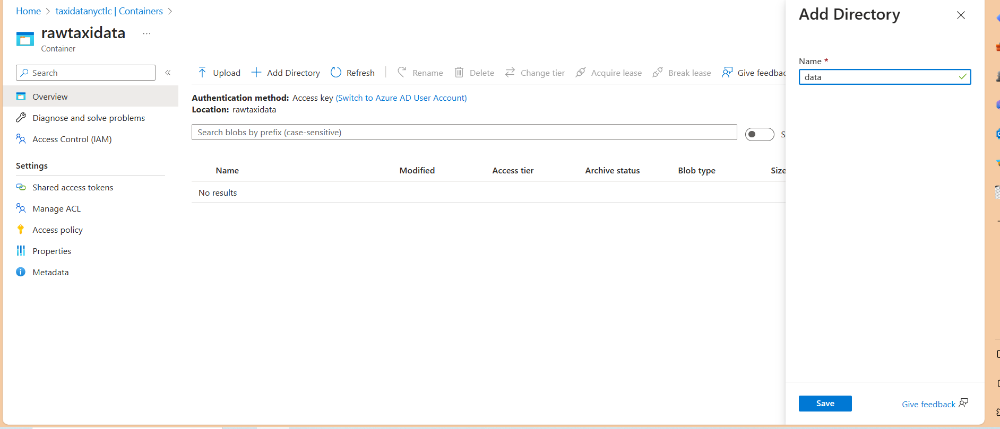 Home > taxidatanyctlc | Containers >
rawtaxidata ...
Container
Search «
Overview
Diagnose and solve problems
Access Control (IAM)
Settings
Shared access tokens
Manage ACL
Access policy
Properties
Metadata
Upload Add Directory Refresh Rename Delete Change tier Acquire lease Break lease Give feedbac
Authentication method: Access key (Switch to Azure AD User Account)
Location: rawtaxidata
Search blobs by prefix (case-sensitive)
S
Name Modified Access tier Archive status Blob type Size
No results
Add Directory
Name *
data
Save Give feedback